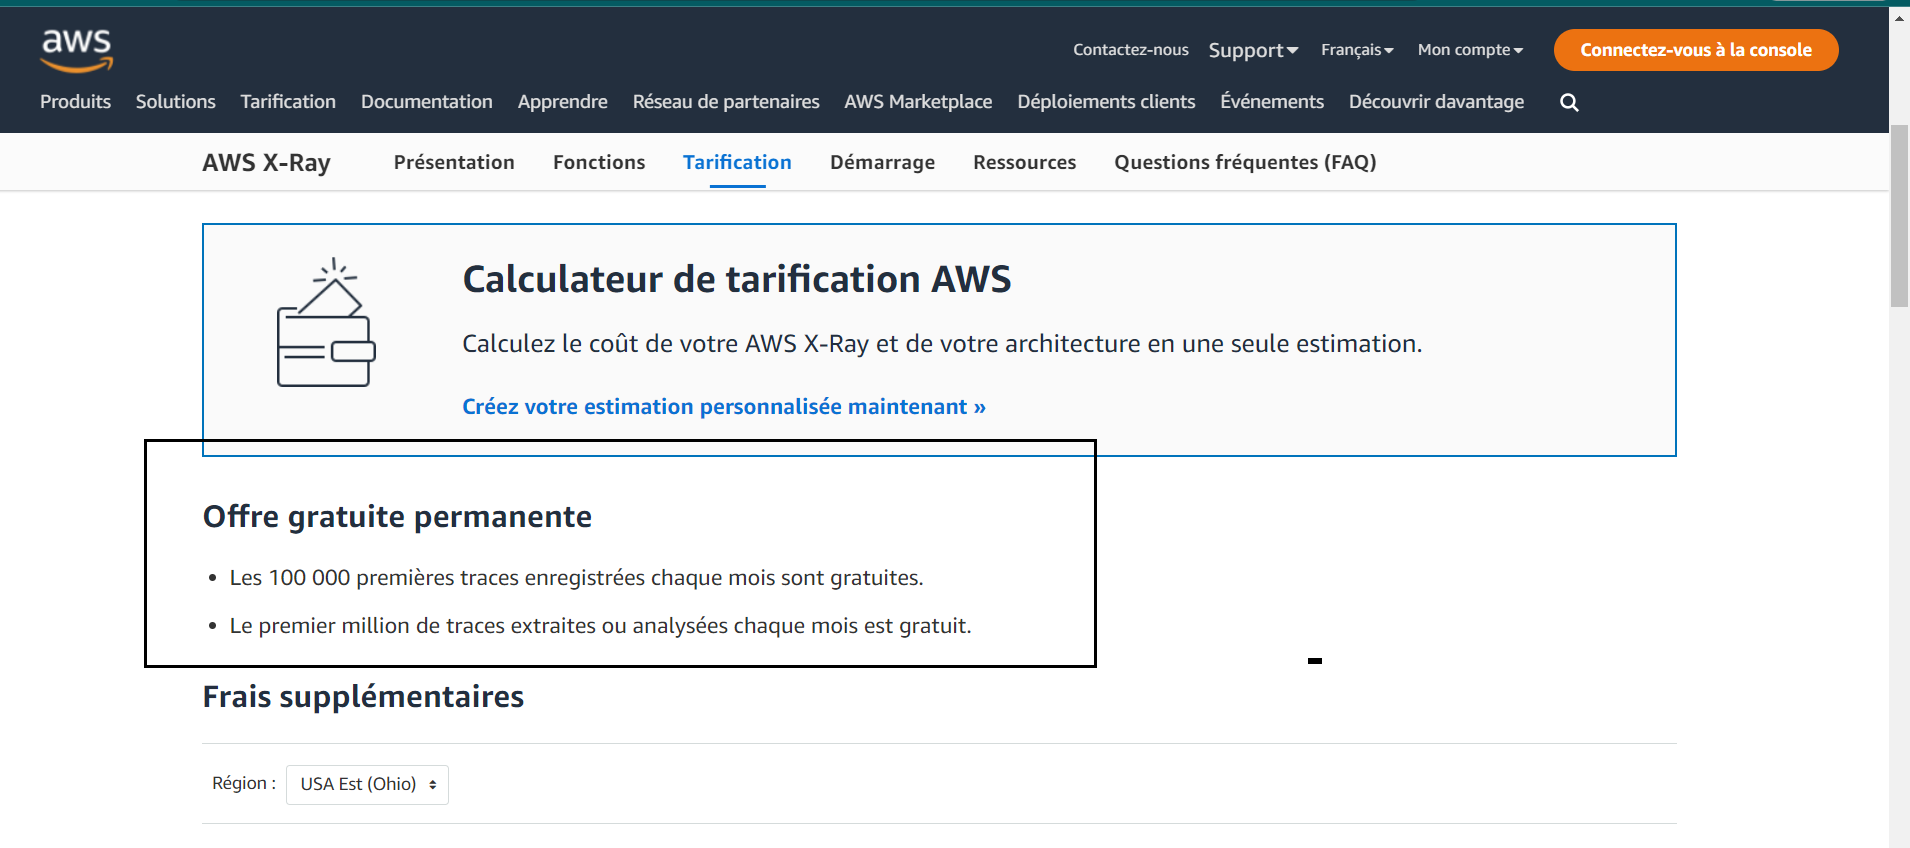 aws
Contactez-nous Support Français Mon compte Connectez-vous à la console
Produits Solutions Tarification Documentation Apprendre Réseau de partenaires AWS Marketplace Déploiements clients Événements Découvrir davantage
AWS X-Ray Présentation Fonctions Tarification Démarrage Ressources Questions fréquentes (FAQ)
Calculateur de tarification AWS
Calculez le coût de votre AWS X-Ray et de votre architecture en une seule estimation.
Créez votre estimation personnalisée maintenant »
Offre gratuite permanente
• Les 100 000 premières traces enregistrées chaque mois sont gratuites.
• Le premier million de traces extraites ou analysées chaque mois est gratuit.
Frais supplémentaires
Région : USA Est (Ohio)